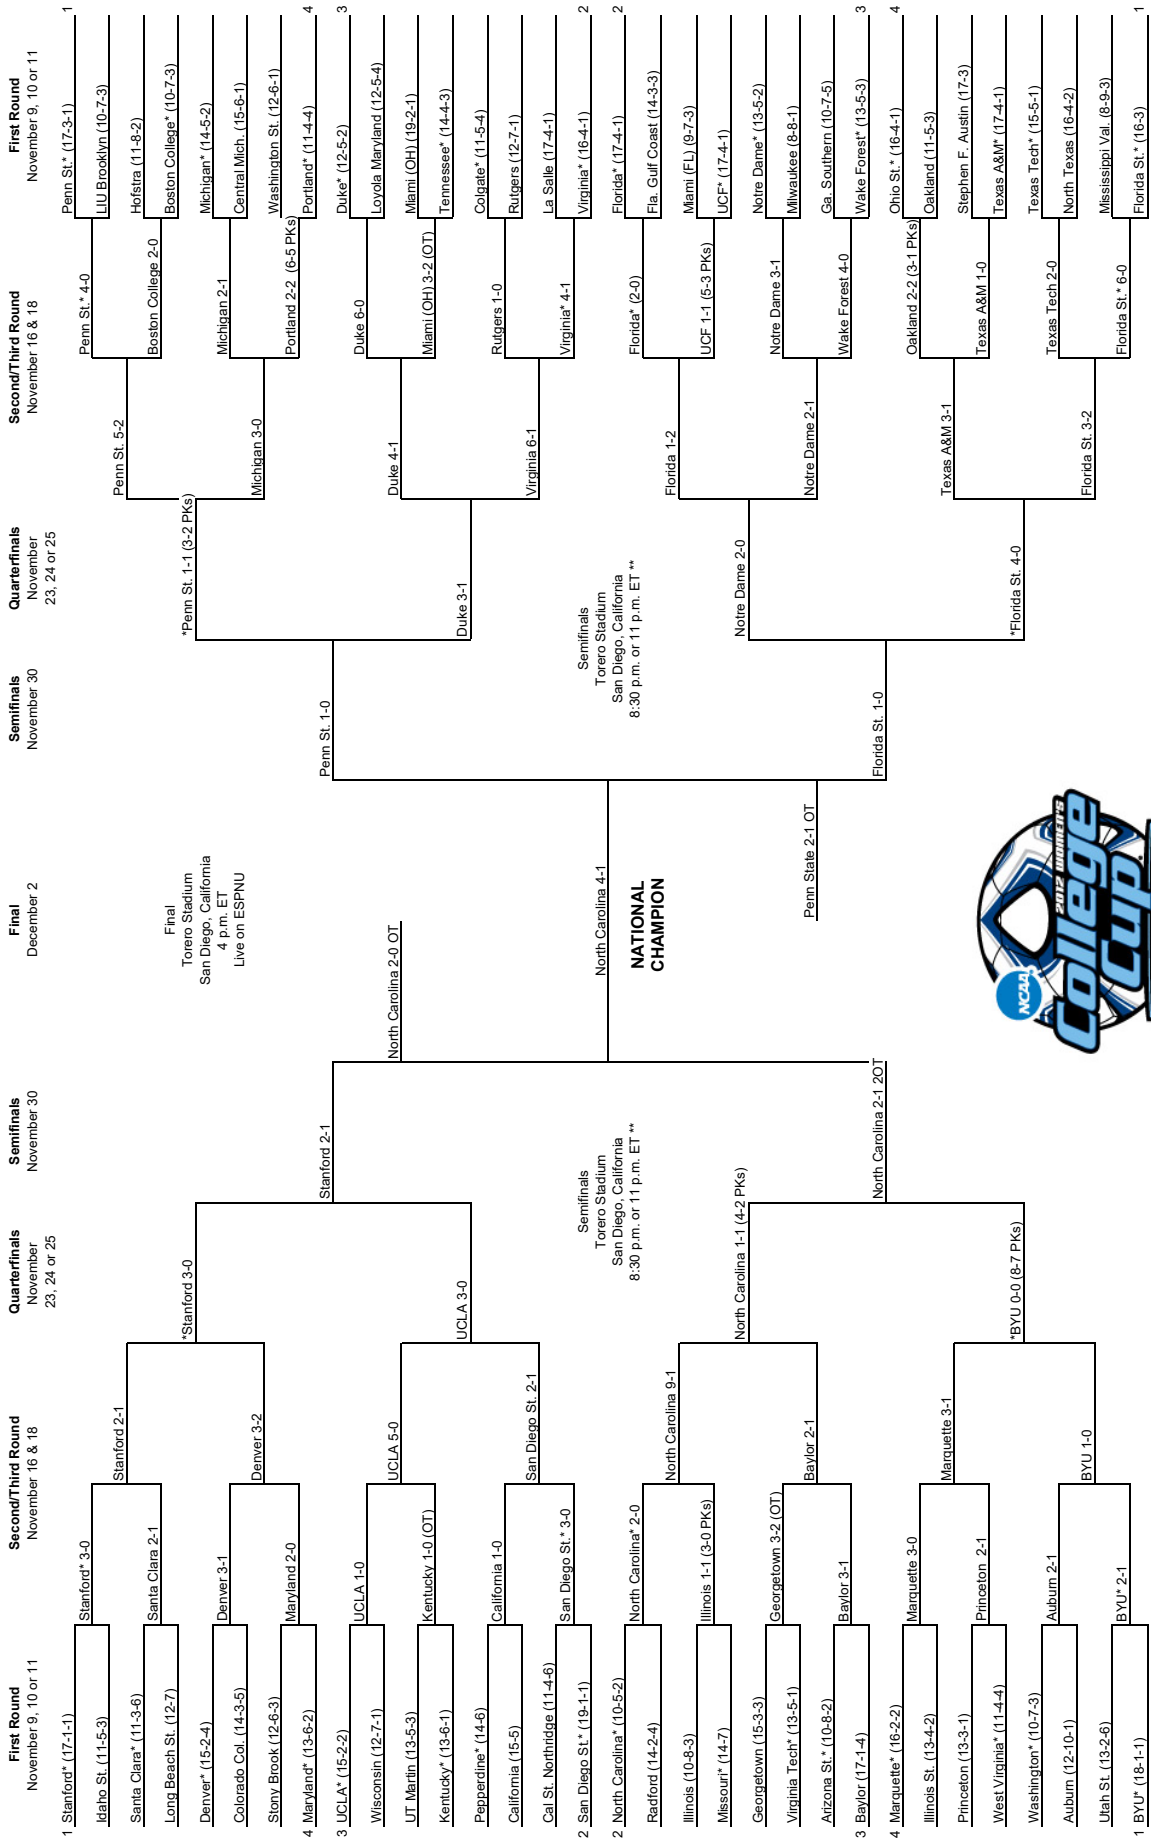 First Round
November 9, 10 or 11
Second/Third Round
November 16 & 18
Quarterfinals
November
23, 24 or 25
Semifinals
November 30
Final
December 2
Semifinals
November 30
Quarterfinals
November
23, 24 or 25
Second/Third Round
November 16 & 18
First Round
November 9, 10 or 11
1 Stanford* (17-1-1)
Idaho St. (11-5-3)
Santa Clara* (11-3-6)
Long Beach St. (12-7)
Denver* (15-2-4)
Colorado Col. (14-3-5)
Stony Brook (12-6-3)
4 Maryland* (13-6-2)
3 UCLA* (15-2-2)
Wisconsin (12-7-1)
UT Martin (13-5-3)
Kentucky* (13-6-1)
Pepperdine* (14-6)
California (15-5)
Cal St. Northridge (11-4-6)
2 San Diego St.* (19-1-1)
2 North Carolina* (10-5-2)
Radford (14-2-4)
Illinois (10-8-3)
Missouri* (14-7)
Georgetown (15-3-3)
Virginia Tech* (13-5-1)
Arizona St.* (10-8-2)
3 Baylor (17-1-4)
4 Marquette* (16-2-2)
Illinois St. (13-4-2)
Princeton (13-3-1)
West Virginia* (11-4-4)
Washington* (10-7-3)
Auburn (12-10-1)
Utah St. (13-2-6)
1 BYU* (18-1-1)
Stanford* 3-0
Santa Clara 2-1
Denver 3-1
Maryland 2-0
UCLA 1-0
Kentucky 1-0 (OT)
California 1-0
San Diego St.* 3-0
North Carolina* 2-0
Illinois 1-1 (3-0 PKs)
Georgetown 3-2 (OT)
Baylor 3-1
Marquette 3-0
Princeton 2-1
Auburn 2-1
BYU* 2-1
Stanford 2-1
Denver 3-2
UCLA 5-0
San Diego St. 2-1
North Carolina 9-1
Baylor 2-1
Marquette 3-1
BYU 1-0
*Stanford 3-0
UCLA 3-0
North Carolina 1-1 (4-2 PKs)
*BYU 0-0 (8-7 PKs)
Stanford 2-1
Semifinals
Torero Stadium
San Diego, California
8:30 p.m. or 11 p.m. ET **
North Carolina 2-1 2OT
North Carolina 2-0 OT
Final
Torero Stadium
San Diego, California
4 p.m. ET
Live on ESPNU
North Carolina 4-1
NATIONAL
CHAMPION
Penn State 2-1 OT
NCAA
2012 WOMEN'S
College
Cup
Penn St. 1-0
Semifinals
Torero Stadium
San Diego, California
8:30 p.m. or 11 p.m. ET **
Florida St. 1-0
*Penn St. 1-1 (3-2 PKs)
Duke 3-1
Notre Dame 2-0
*Florida St. 4-0
Penn St. 5-2
Michigan 3-0
Duke 4-1
Virginia 6-1
Florida 1-2
Notre Dame 2-1
Texas A&M 3-1
Florida St. 3-2
Penn St.* 4-0
Boston College 2-0
Michigan 2-1
Portland 2-2 (6-5 PKs)
Duke 6-0
Miami (OH) 3-2 (OT)
Rutgers 1-0
Virginia* 4-1
Florida* (2-0)
UCF 1-1 (5-3 PKs)
Notre Dame 3-1
Wake Forest 4-0
Oakland 2-2 (3-1 PKs)
Texas A&M 1-0
Texas Tech 2-0
Florida St.* 6-0
Penn St.* (17-3-1) 1
LIU Brooklyn (10-7-3)
Hofstra (11-8-2)
Boston College* (10-7-3)
Michigan* (14-5-2)
Central Mich. (15-6-1)
Washington St. (12-6-1)
Portland* (11-4-4) 4
Duke* (12-5-2) 3
Loyola Maryland (12-5-4)
Miami (OH) (19-2-1)
Tennessee* (14-4-3)
Colgate* (11-5-4)
Rutgers (12-7-1)
La Salle (17-4-1)
Virginia* (16-4-1) 2
Florida* (17-4-1) 2
Fla. Gulf Coast (14-3-3)
Miami (FL) (9-7-3)
UCF* (17-4-1)
Notre Dame* (13-5-2)
Milwaukee (8-8-1)
Ga. Southern (10-7-5)
Wake Forest* (13-5-3) 3
Ohio St.* (16-4-1) 4
Oakland (11-5-3)
Stephen F. Austin (17-3)
Texas A&M* (17-4-1)
Texas Tech* (15-5-1)
North Texas (16-4-2)
Mississippi Val. (8-9-3)
Florida St.* (16-3) 1